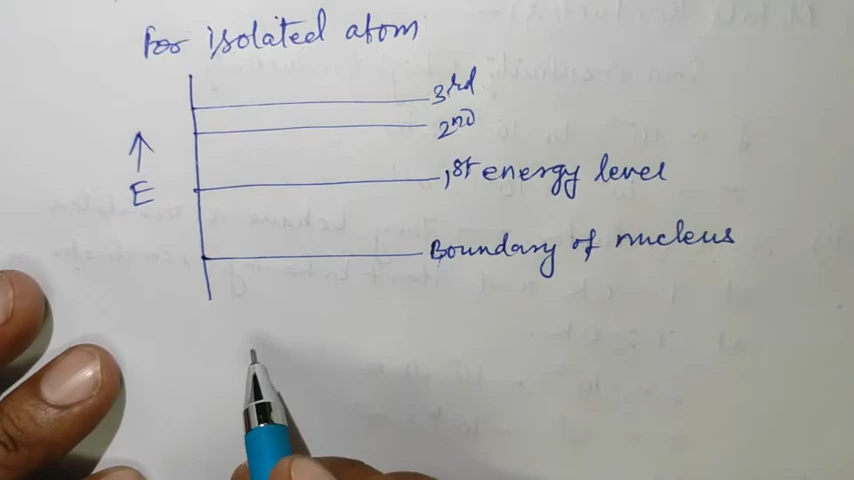 For isolated atom
3rd
2nd
1st energy level
E
Boundary of nucleus